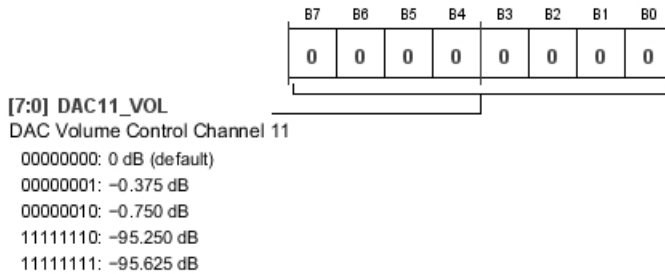 B7 B6 B5 B4 B3 B2 B1 B0
0 0 0 0 0 0 0 0
[7:0] DAC11_VOL
DAC Volume Control Channel 11
00000000: 0 dB (default)
00000001: −0.375 dB
00000010: −0.750 dB
11111110: −95.250 dB
11111111: −95.625 dB